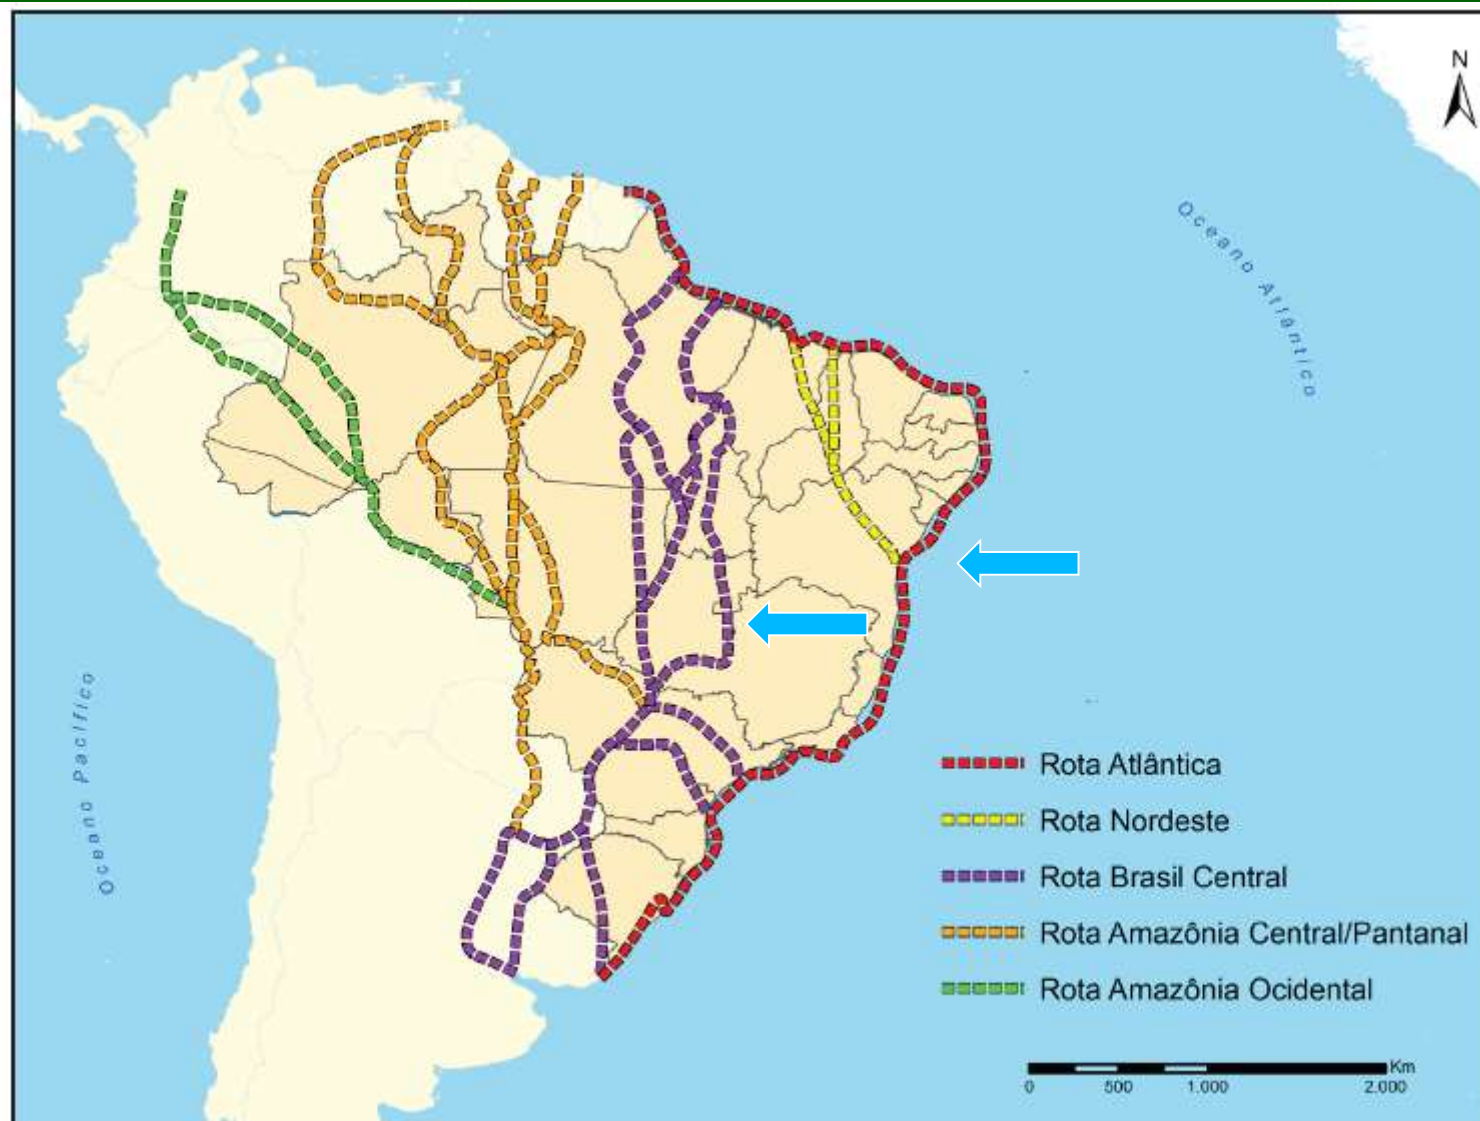 N
Oceano Atlântico
Oceano Pacífico
Rota Atlântica
Rota Nordeste
Rota Brasil Central
Rota Amazônia Central/Pantanal
Rota Amazônia Ocidental
Km
0 500 1.000 2.000